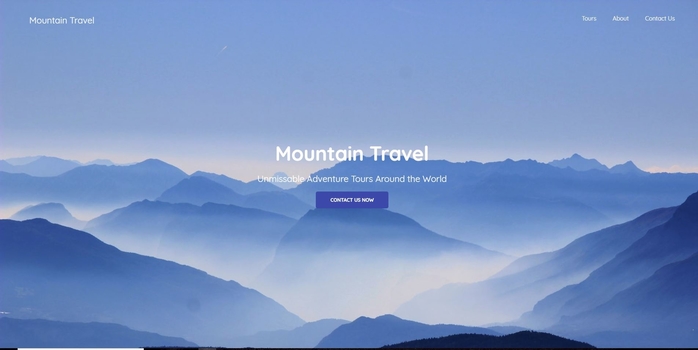 Mountain Travel
Tours About Contact Us
Mountain Travel
Unmissable Adventure Tours Around the World
CONTACT US NOW